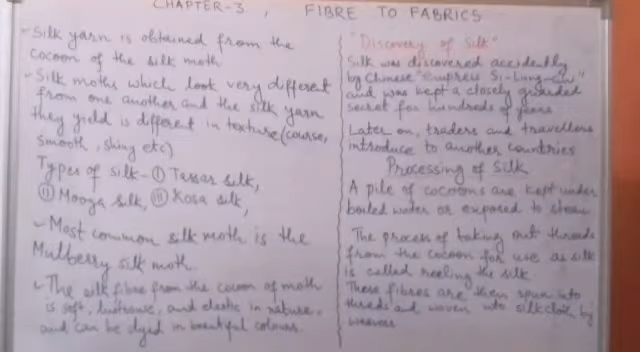 CHAPTER-3, FIBRE TO FABRICS
Silk yarn is obtained from the
cocoon of the silk moth
Silk moths which look very different
from one another and the silk yarn
they yield is different in texture (course,
smooth, shiny etc)
Types of silk - (i) Tassar silk,
(ii) Mooga silk, (iii) Kosa silk,
Most common silk moth is the
Mulberry silk moth.
The silk fibre from the cocoon of moth
is soft, lustrous, and elastic in nature.
and can be dyed in beautiful colours.
"Discovery of Silk"
Silk was discovered accidently
by Chinese "empress Si-Lung-
and was kept a closely guarded
secret for hundreds of years
Later on, traders and travellers
introduce to another countries
Processing of Silk
A pile of cocoons are kept under
boiled water or exposed to steam
The process of taking out threads
from the cocoon for use as silk
is called reeling the silk
These fibres are then spun into
threds and woven into silk cloth by
weavers